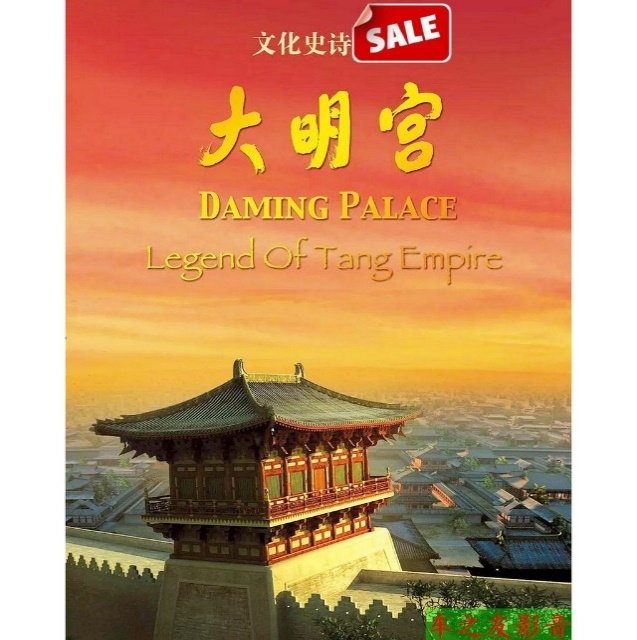 文化史诗
SALE
大明宫
DAMING PALACE
Legend Of Tang Empire
车之友影音